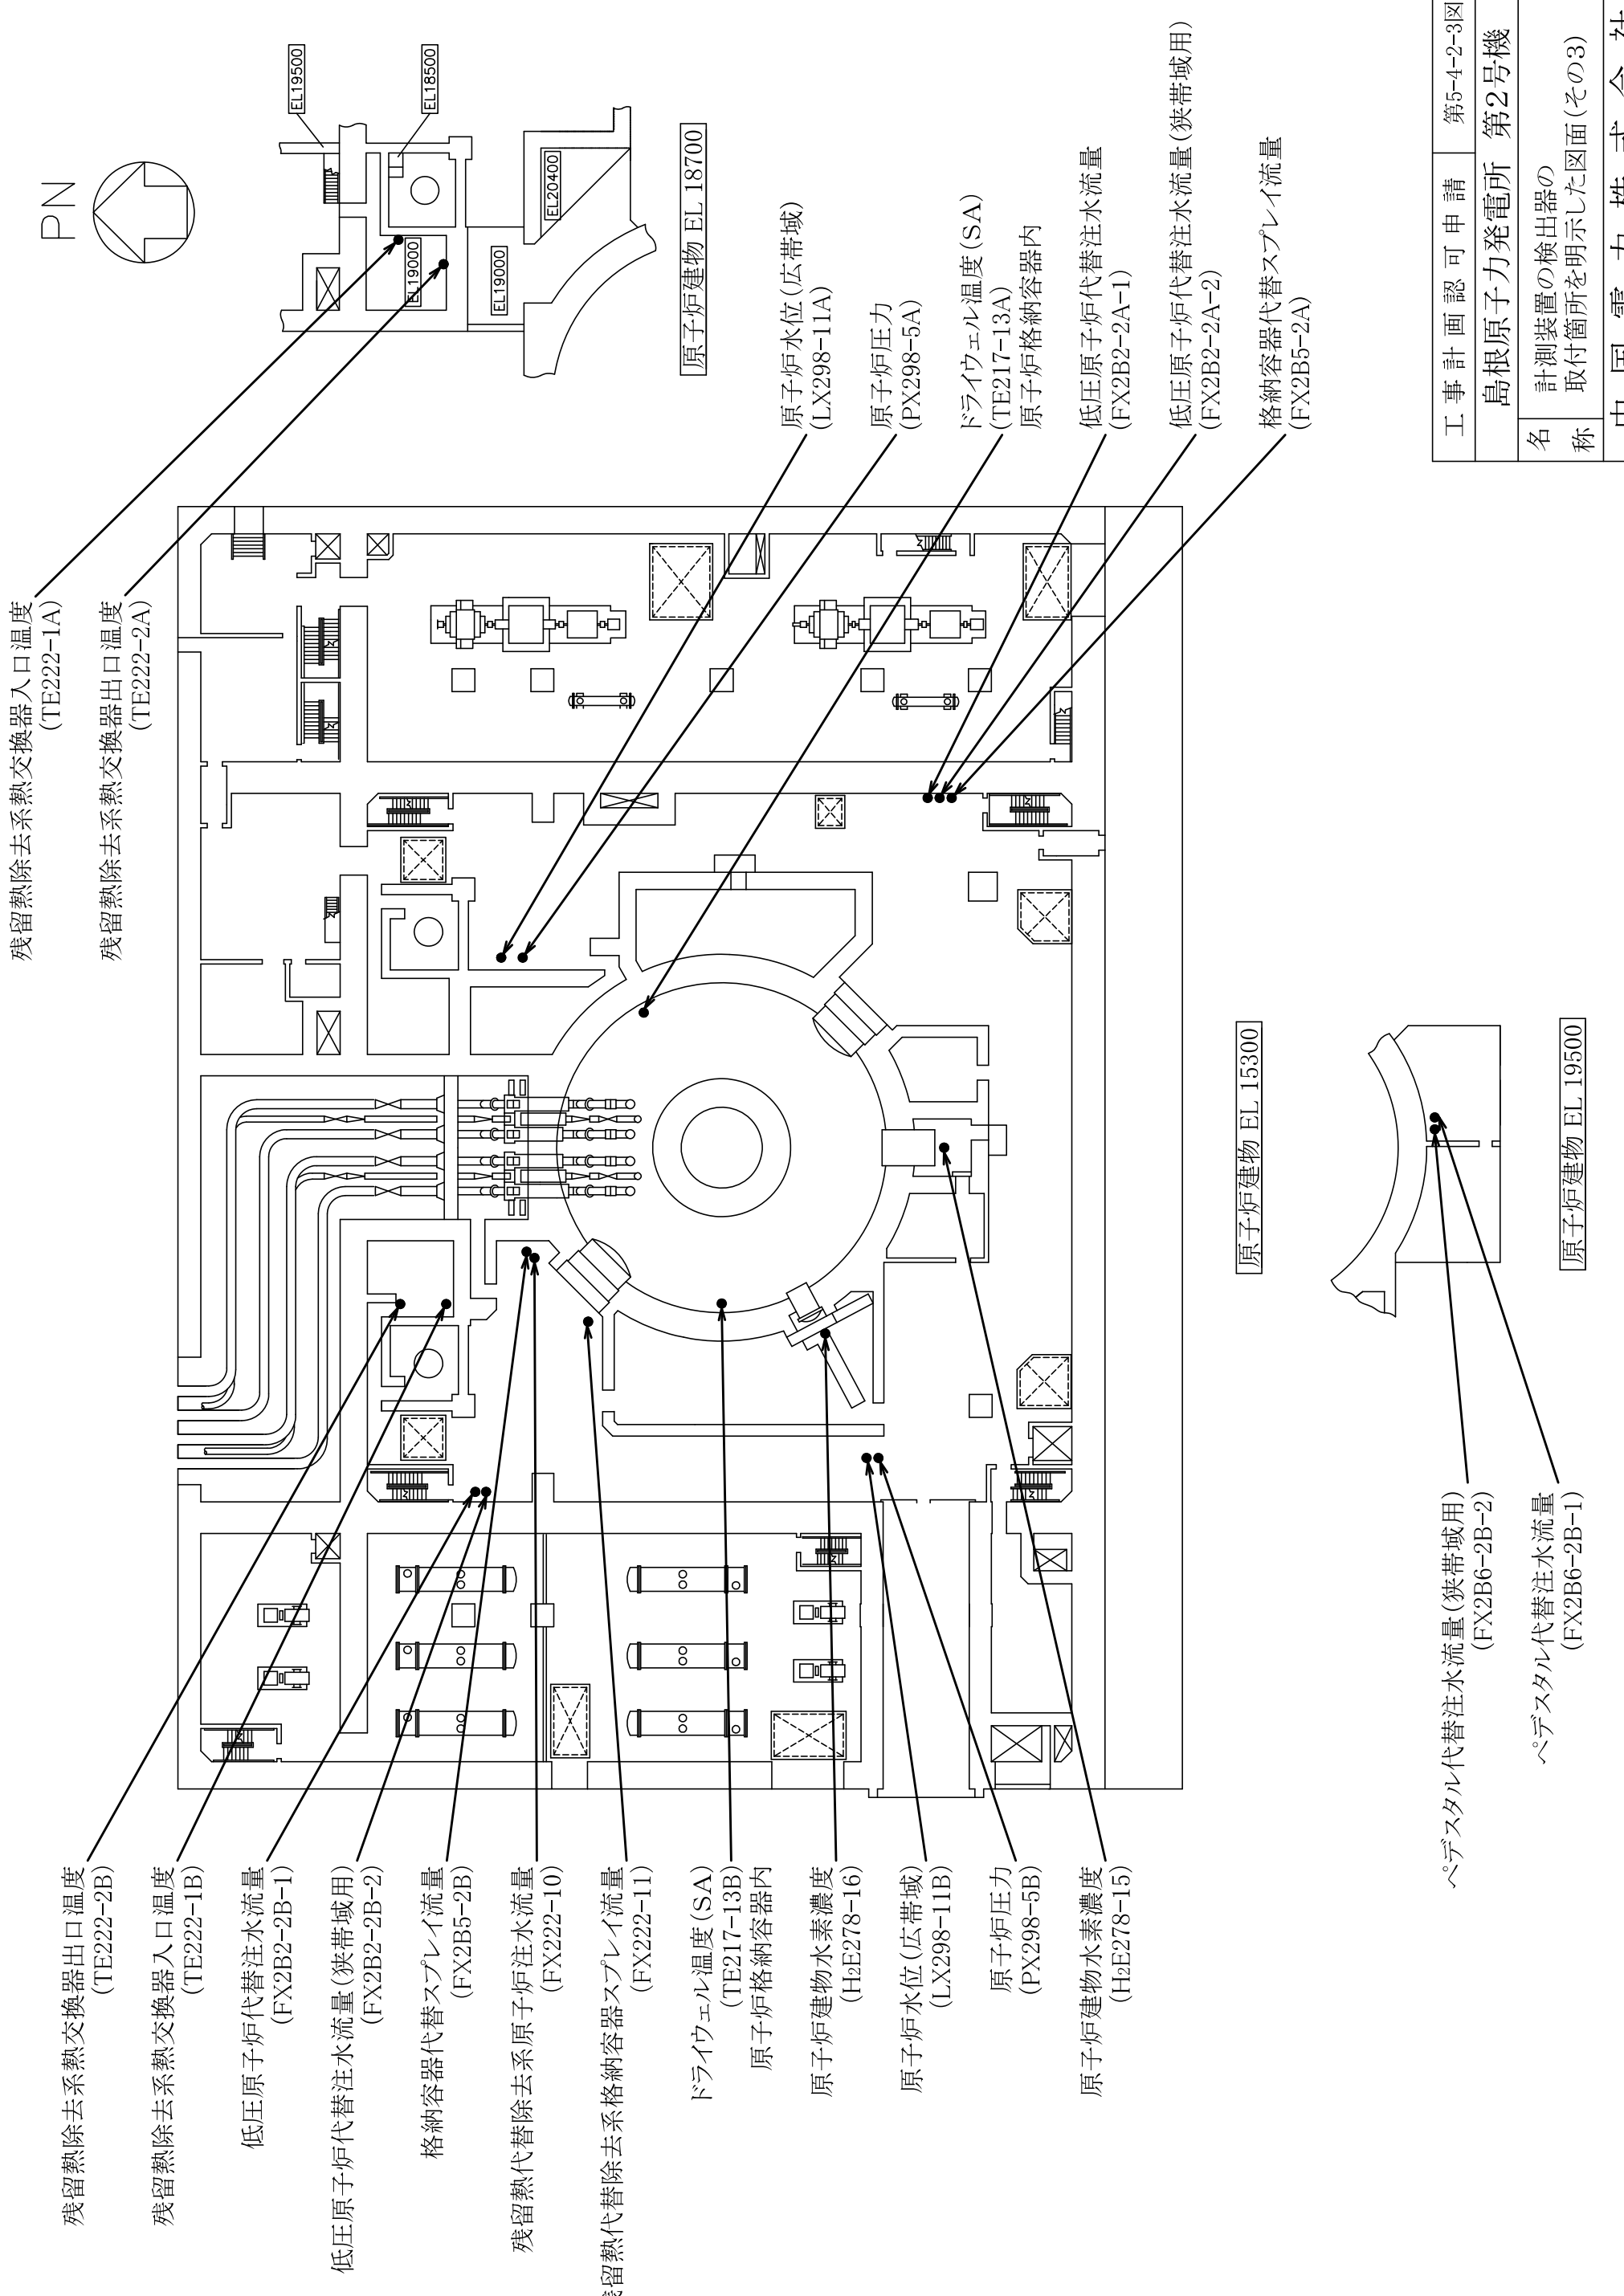 PN
残留熱除去系熱交換器入口温度
(TE222-1A)
残留熱除去系熱交換器出口温度
(TE222-2A)
EL19500
EL18500
EL19000
EL19000
EL20400
原子炉建物 EL 18700
原子炉水位(広帯域)
(LX298-11A)
原子炉圧力
(PX298-5A)
ドライウェル温度(SA)
(TE217-13A)
原子炉格納容器内
低圧原子炉代替注水流量
(FX2B2-2A-1)
低圧原子炉代替注水流量(狭帯域用)
(FX2B2-2A-2)
格納容器代替スプレイ流量
(FX2B5-2A)
残留熱除去系熱交換器出口温度
(TE222-2B)
残留熱除去系熱交換器入口温度
(TE222-1B)
低圧原子炉代替注水流量
(FX2B2-2B-1)
低圧原子炉代替注水流量(狭帯域用)
(FX2B2-2B-2)
格納容器代替スプレイ流量
(FX2B5-2B)
残留熱代替除去系原子炉注水流量
(FX222-10)
留熱代替除去系格納容器スプレイ流量
(FX222-11)
ドライウェル温度(SA)
(TE217-13B)
原子炉格納容器内
原子炉建物水素濃度
(H2E278-16)
原子炉水位(広帯域)
(LX298-11B)
原子炉圧力
(PX298-5B)
原子炉建物水素濃度
(H2E278-15)
原子炉建物 EL 15300
ペデスタル代替注水流量(狭帯域用)
(FX2B6-2B-2)
ペデスタル代替注水流量
(FX2B6-2B-1)
原子炉建物 EL 19500
工事計画認可申請 第5-4-2-3図
島根原子力発電所 第2号機
名称
計測装置の検出器の
取付箇所を明示した図面(その3)
中国電力株式会社